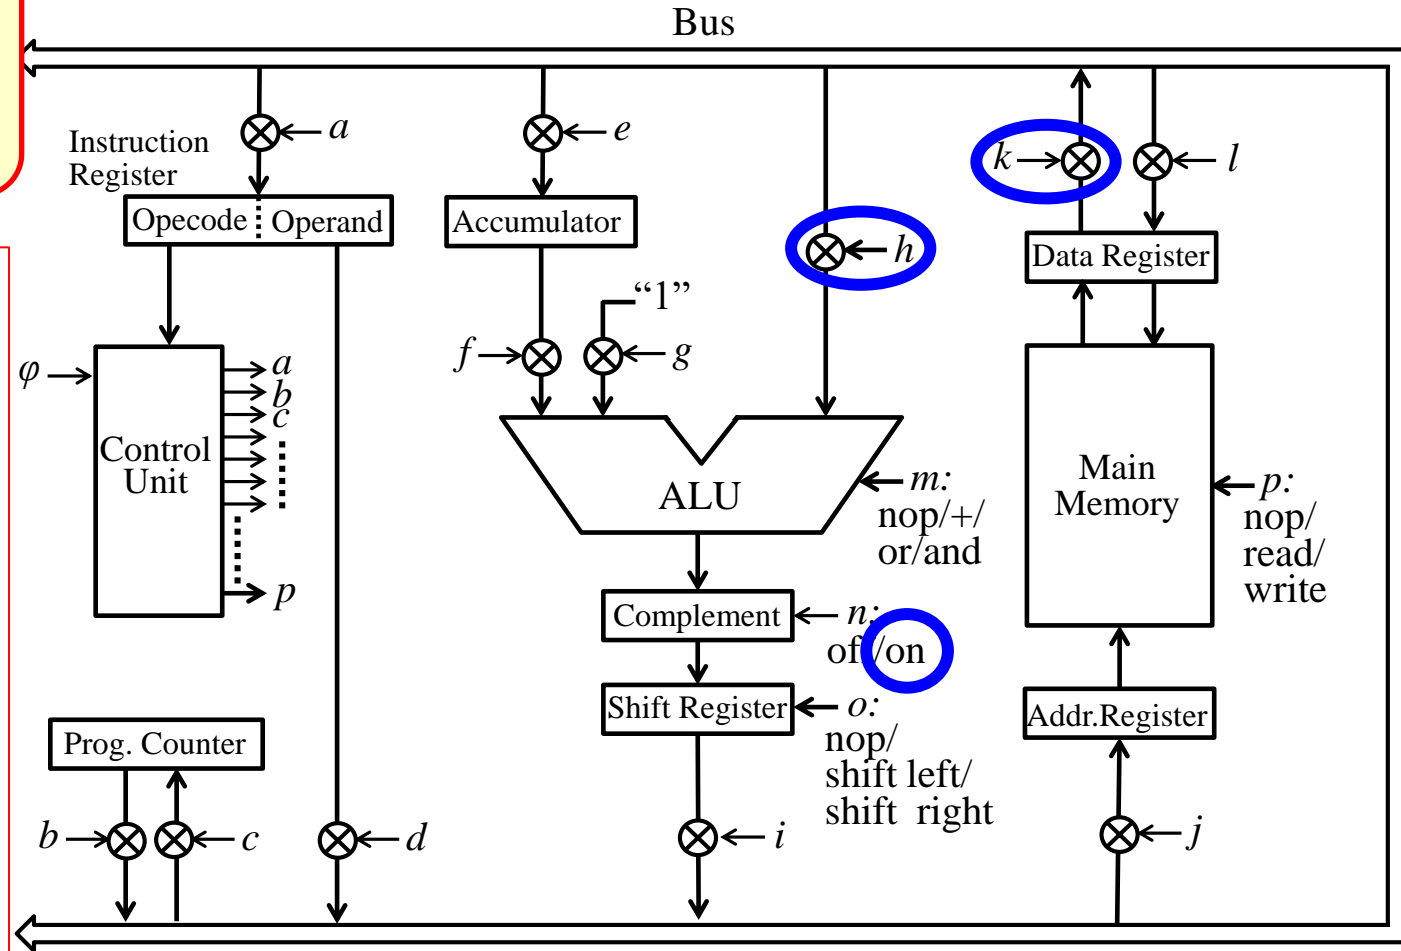 Bus
a
e
Instruction
Register
k
l
Opecode
Operand
Accumulator
h
Data Register
"1"
f
g
φ
a
b
c
Control
Unit
ALU
m:
nop/+/
or/and
Main
Memory
p:
nop/
read/
write
p
Complement
n:
off/on
Shift Register
o:
nop/
shift left/
shift right
Addr.Register
Prog. Counter
b
c
d
i
j